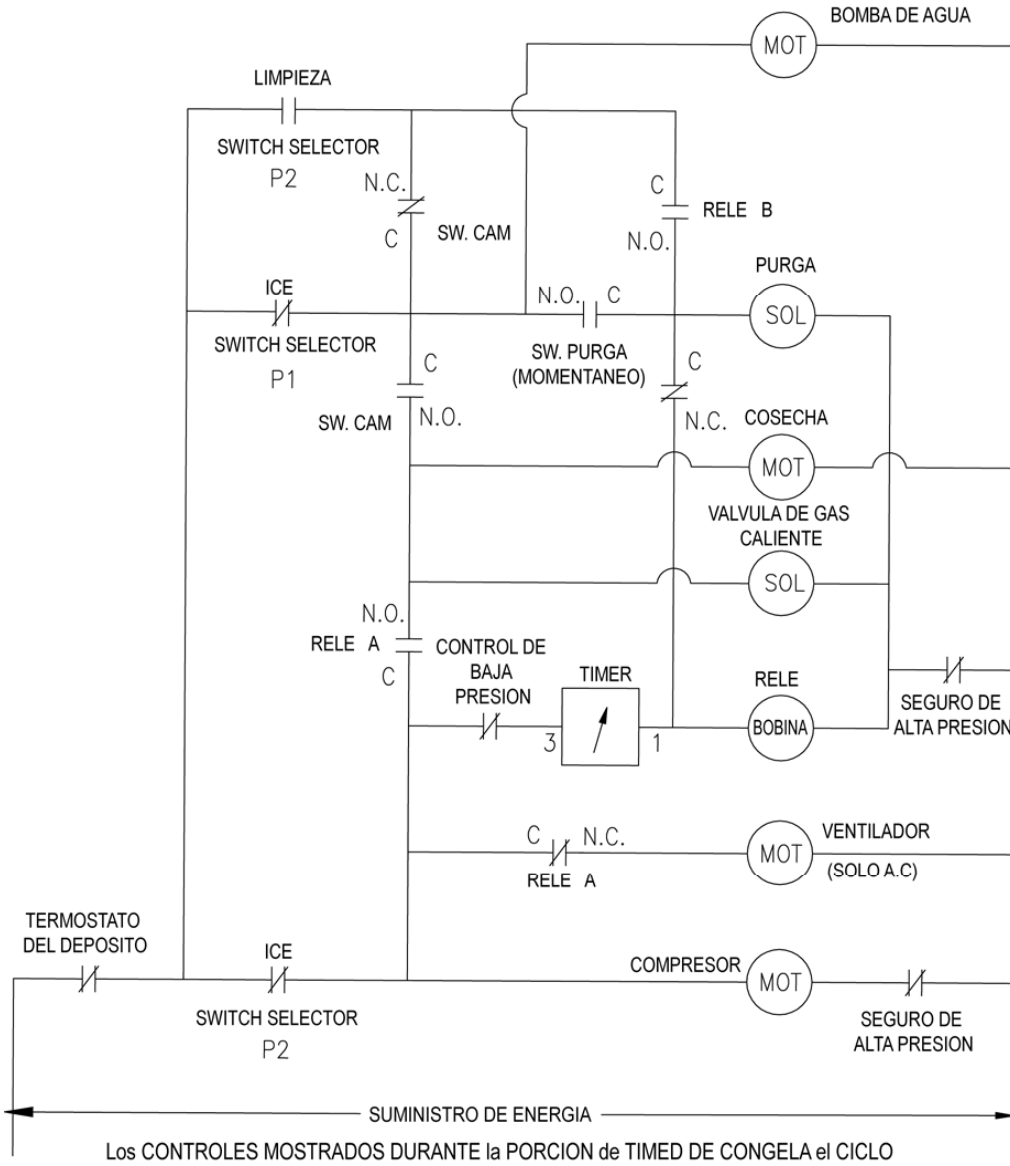 BOMBA DE AGUA
MOT
LIMPIEZA
SWITCH SELECTOR
P2
N.C.
C
SW. CAM
C
RELE B
N.O.
PURGA
SOL
ICE
SWITCH SELECTOR
P1
N.O. C
SW. PURGA
(MOMENTANEO)
C
SW. CAM
N.O.
C
N.C.
COSECHA
MOT
VALVULA DE GAS
CALIENTE
SOL
N.O.
RELE A
C
CONTROL DE
BAJA
PRESION
TIMER
3
1
RELE
BOBINA
SEGURO DE
ALTA PRESION
C N.C.
RELE A
MOT
VENTILADOR
(SOLO A.C)
TERMOSTATO
DEL DEPOSITO
ICE
SWITCH SELECTOR
P2
COMPRESOR
MOT
SEGURO DE
ALTA PRESION
SUMINISTRO DE ENERGIA
Los CONTROLES MOSTRADOS DURANTE la PORCION de TIMED DE CONGELA el CICLO